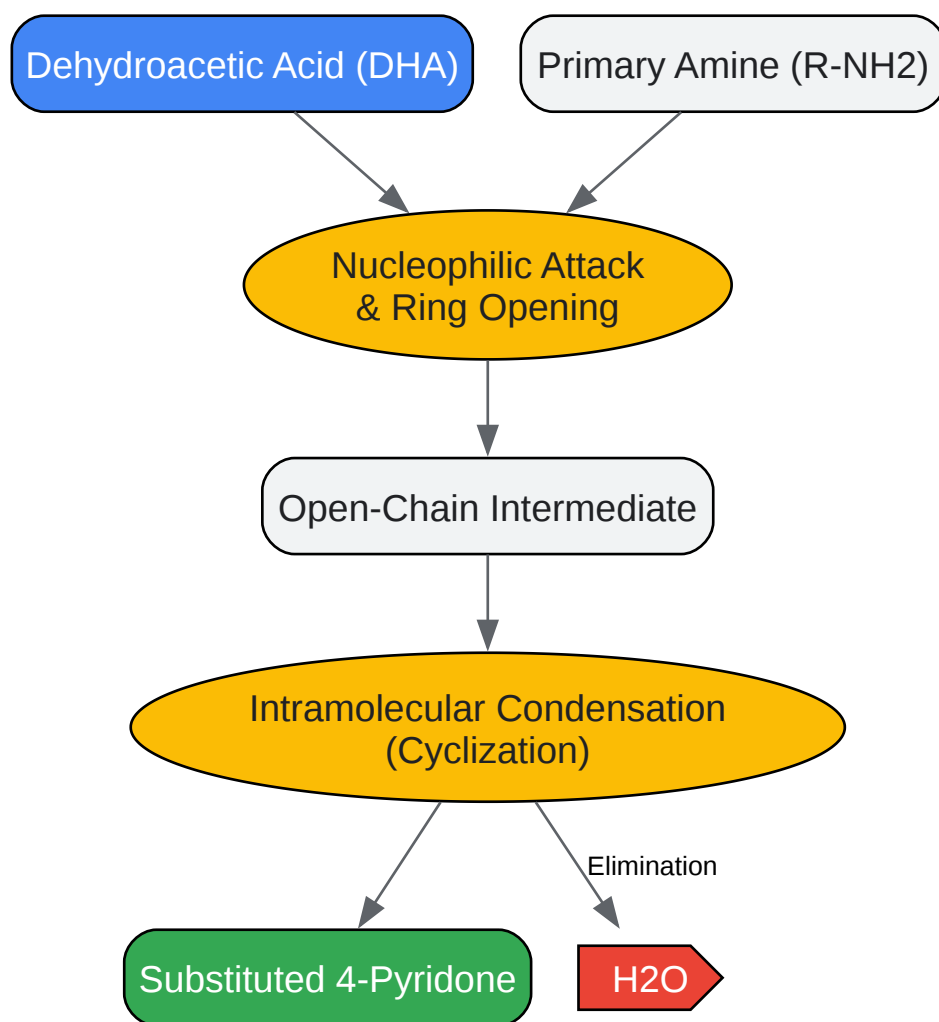 Dehydroacetic Acid (DHA)
Primary Amine (R-NH2)
Nucleophilic Attack
& Ring Opening
Open-Chain Intermediate
Intramolecular Condensation
(Cyclization)
Elimination
Substituted 4-Pyridone
H2O